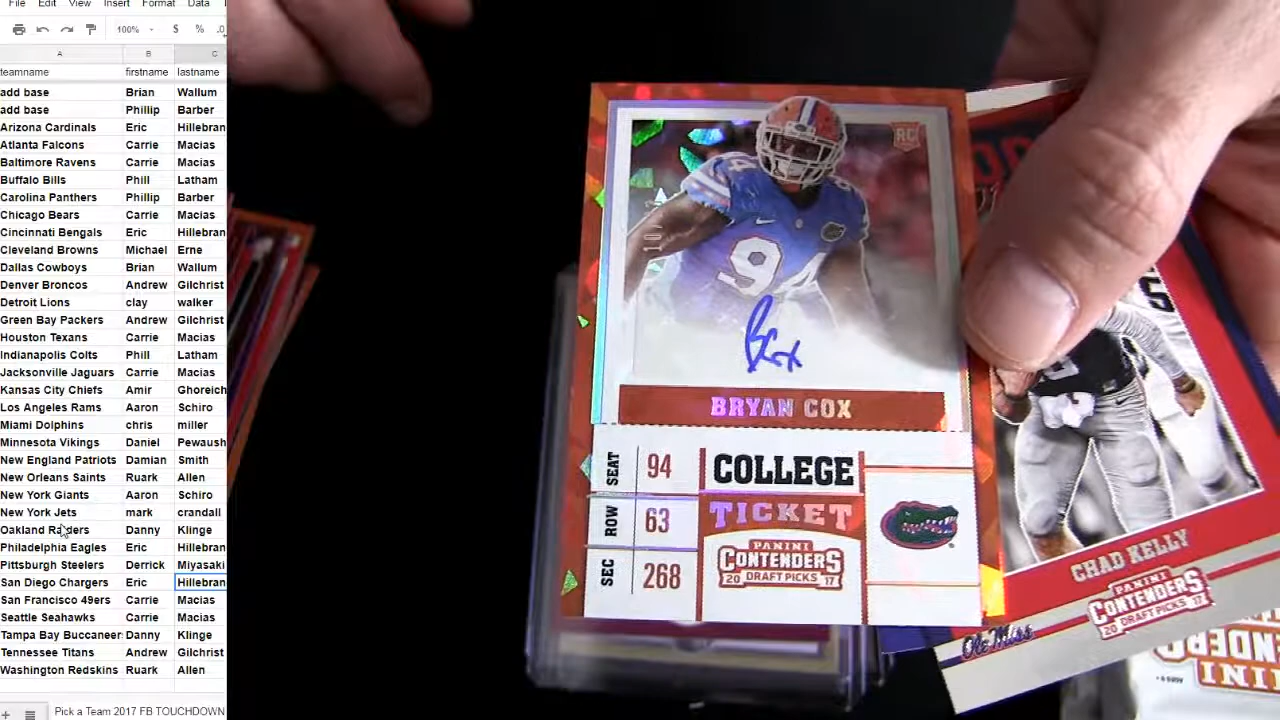 File Edit View Insert Format Data
100% $ % .0
A B C
teamname firstname lastname
add base Brian Wallum
add base Phillip Barber
Arizona Cardinals Eric Hillebran
Atlanta Falcons Carrie Macias
Baltimore Ravens Carrie Macias
Buffalo Bills Phill Latham
Carolina Panthers Phillip Barber
Chicago Bears Carrie Macias
Cincinnati Bengals Eric Hillebran
Cleveland Browns Michael Erne
Dallas Cowboys Brian Wallum
Denver Broncos Andrew Gilchrist
Detroit Lions clay walker
Green Bay Packers Andrew Gilchrist
Houston Texans Carrie Macias
Indianapolis Colts Phill Latham
Jacksonville Jaguars Carrie Macias
Kansas City Chiefs Amir Ghoreich
Los Angeles Rams Aaron Schiro
Miami Dolphins chris miller
Minnesota Vikings Daniel Pewaush
New England Patriots Damian Smith
New Orleans Saints Ruark Allen
New York Giants Aaron Schiro
New York Jets mark crandall
Oakland Raiders Danny Klinge
Philadelphia Eagles Eric Hillebran
Pittsburgh Steelers Derrick Miyasaki
San Diego Chargers Eric Hillebran
San Francisco 49ers Carrie Macias
Seattle Seahawks Carrie Macias
Tampa Bay Buccaneer Danny Klinge
Tennessee Titans Andrew Gilchrist
Washington Redskins Ruark Allen
Pick a Team 2017 FB TOUCHDOWN
RC
94
94
BCox
BRYAN COX
SEAT 94
ROW 63
SEC 268
COLLEGE
TICKET
PANINI
CONTENDERS
20 DRAFT PICKS 17
CHAD KELLY
PANINI
CONTENDERS
20 DRAFT PICKS 17
Ole Miss